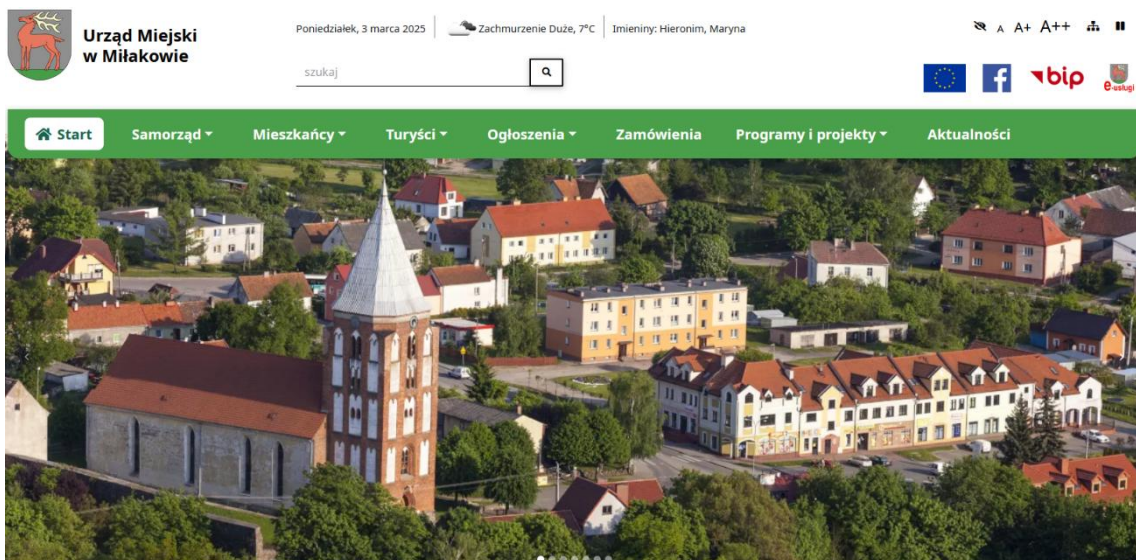 Urząd Miejski
w Miłakowie
Poniedziałek, 3 marca 2025
Zachmurzenie Duże, 7°C
Imieniny: Hieronim, Maryna
A A+ A++
szukaj
bip
e-usługi
Start Samorząd Mieszkańcy Turyści Ogłoszenia Zamówienia Programy i projekty Aktualności